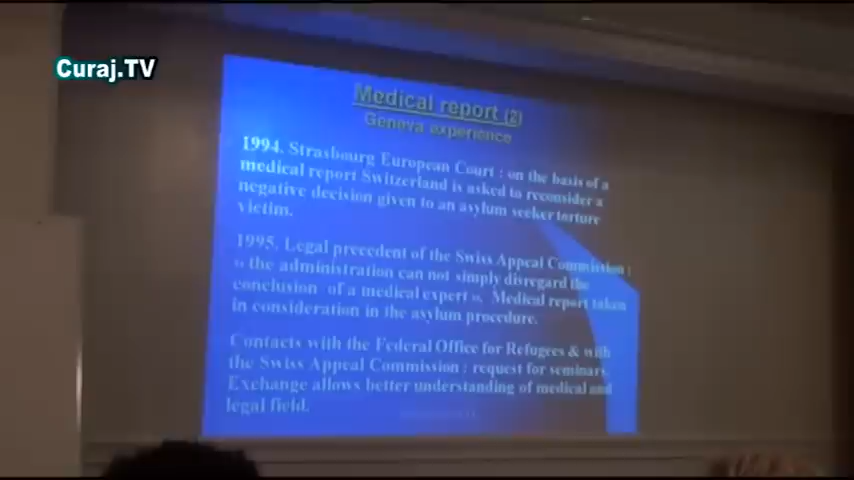 Curaj.TV
Medical report (2)
Geneva experience
1994. Strasbourg European Court : on the basis of a
medical report Switzerland is asked to reconsider a
negative decision given to an asylum seeker torture
victim.
1995. Legal precedent of the Swiss Appeal Commission :
« the administration can not simply disregard the
conclusion of a medical expert ». Medical report taken
in consideration in the asylum procedure.
Contacts with the Federal Office for Refugees & with
the Swiss Appeal Commission : request for seminars.
Exchange allows better understanding of medical and
legal field.